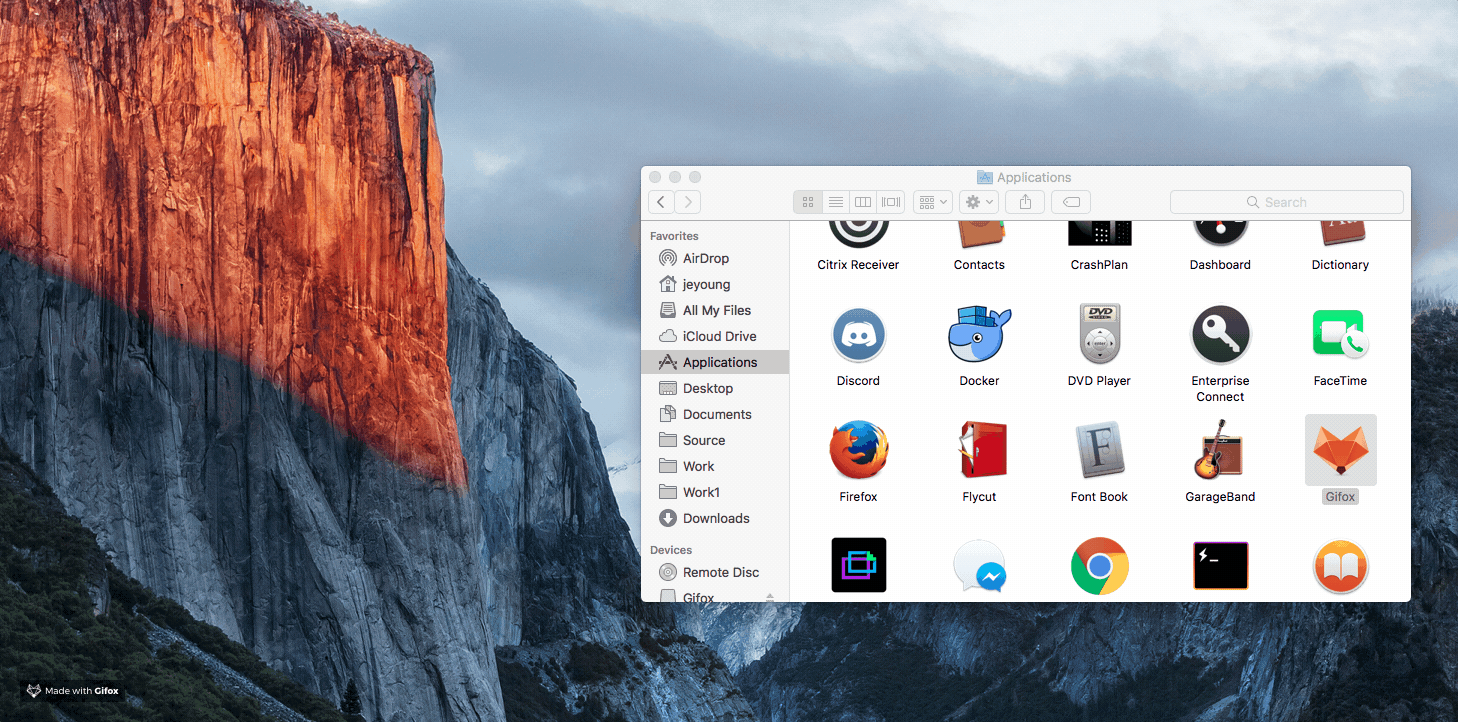 Applications
Search
Favorites
AirDrop
jeyoung
All My Files
iCloud Drive
Applications
Desktop
Documents
Source
Work
Work1
Downloads
Devices
Remote Disc
Gifox
Citrix Receiver
Contacts
CrashPlan
Dashboard
Dictionary
DVD
Discord
Docker
DVD Player
Enterprise
Connect
FaceTime
F
Firefox
Flycut
Font Book
GarageBand
Gifox
Made with Gifox